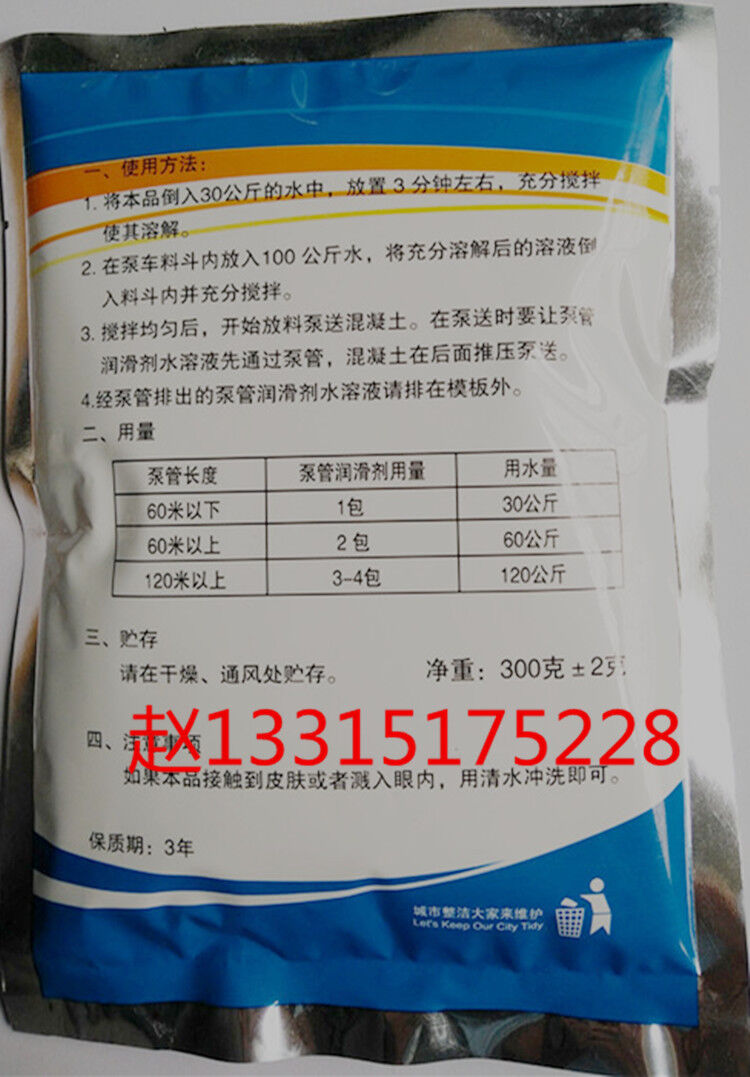 一、使用方法:
1. 将本品倒入30公斤的水中，放置 3 分钟左右，充分搅拌
使其溶解。
2. 在泵车料斗内放入100 公斤水，将充分溶解后的溶液倒
入料斗内并充分搅拌。
3. 搅拌均匀后，开始放料泵送混凝土。在泵送时要让泵管
润滑剂水溶液先通过泵管，混凝土在后面推压泵送。
4.经泵管排出的泵管润滑剂水溶液请排在模板外。
二、用量
泵管长度 泵管润滑剂用量 用水量
60米以下 1包 30公斤
60米以上 2包 60公斤
120米以上 3-4包 120公斤
三、贮存
请在干燥、通风处贮存。 净重：300克±2克
赵13315175228
四、注意事项
如果本品接触到皮肤或者溅入眼内，用清水冲洗即可。
保质期：3年
城市整洁大家来维护
Let's Keep Our City Tidy